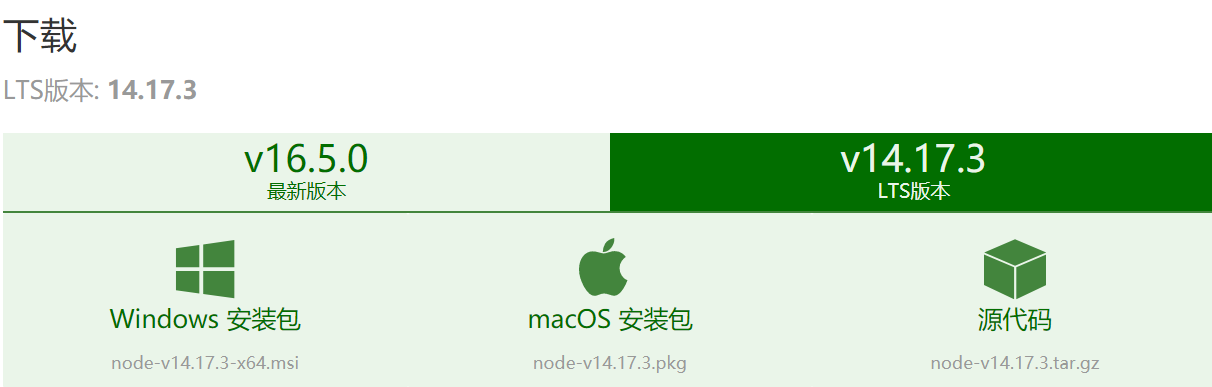 下载
LTS版本: 14.17.3
v16.5.0
最新版本
v14.17.3
LTS版本
Windows 安装包
node-v14.17.3-x64.msi
macOS 安装包
node-v14.17.3.pkg
源代码
node-v14.17.3.tar.gz